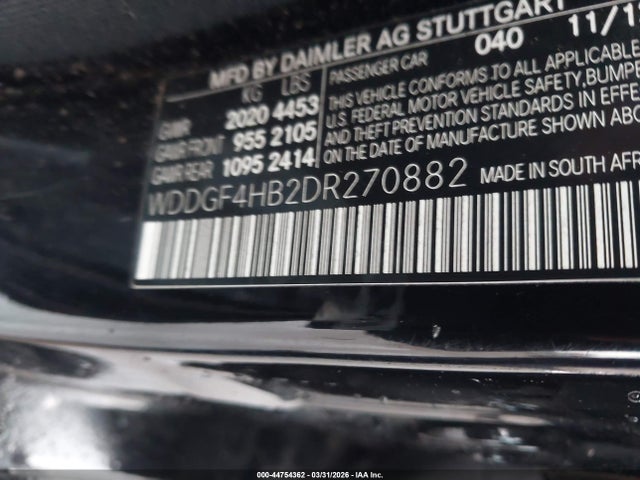 MFD BY DAIMLER AG STUTTGART
KG LBS
GVWR 2020 4453
GAWR FRONT 955 2105
GAWR REAR 1095 2414
PASSENGER CAR 040 11/1
THIS VEHICLE CONFORMS TO ALL APPLICABLE
U.S. FEDERAL MOTOR VEHICLE SAFETY, BUMPE
AND THEFT PREVENTION STANDARDS IN EFFE
ON THE DATE OF MANUFACTURE SHOWN ABO
WDDGF4HB2DR270882 MADE IN SOUTH AFR
000-44754362 | 03/31/2026 | IAA Inc.